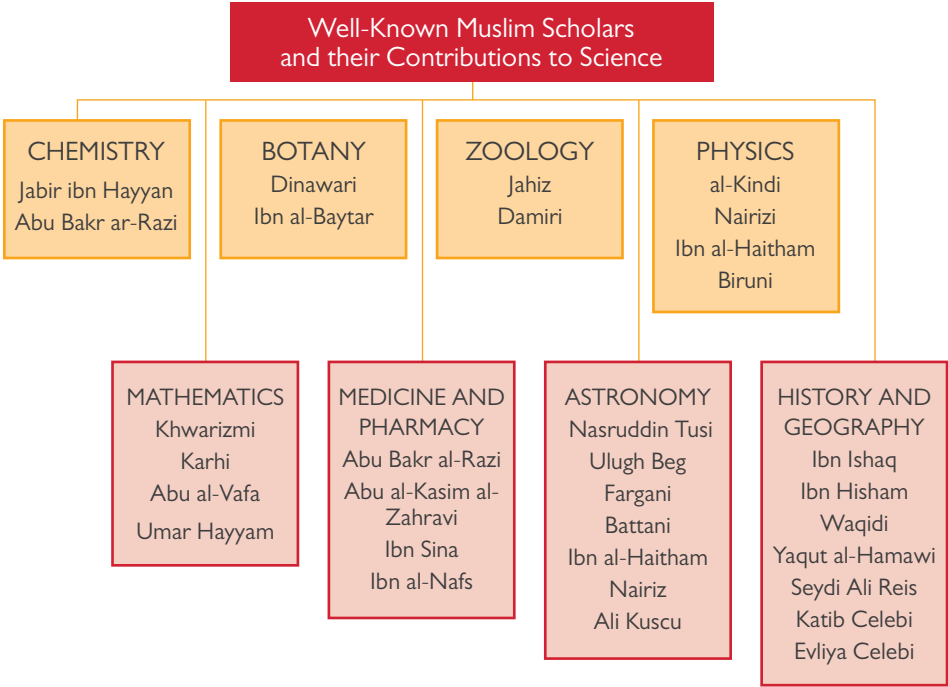 Well-Known Muslim Scholars
and their Contributions to Science
CHEMISTRY
Jabir ibn Hayyan
Abu Bakr ar-Razi
BOTANY
Dinawari
Ibn al-Baytar
ZOOLOGY
Jahiz
Damiri
PHYSICS
al-Kindi
Nairizi
Ibn al-Haitham
Biruni
MATHEMATICS
Khwarizmi
Karhi
Abu al-Vafa
Umar Hayyam
MEDICINE AND
PHARMACY
Abu Bakr al-Razi
Abu al-Kasim al-
Zahravi
Ibn Sina
Ibn al-Nafs
ASTRONOMY
Nasruddin Tusi
Ulugh Beg
Fargani
Battani
Ibn al-Haitham
Nairiz
Ali Kuscu
HISTORY AND
GEOGRAPHY
Ibn Ishaq
Ibn Hisham
Waqidi
Yaqut al-Hamawi
Seydi Ali Reis
Katib Celebi
Evliya Celebi